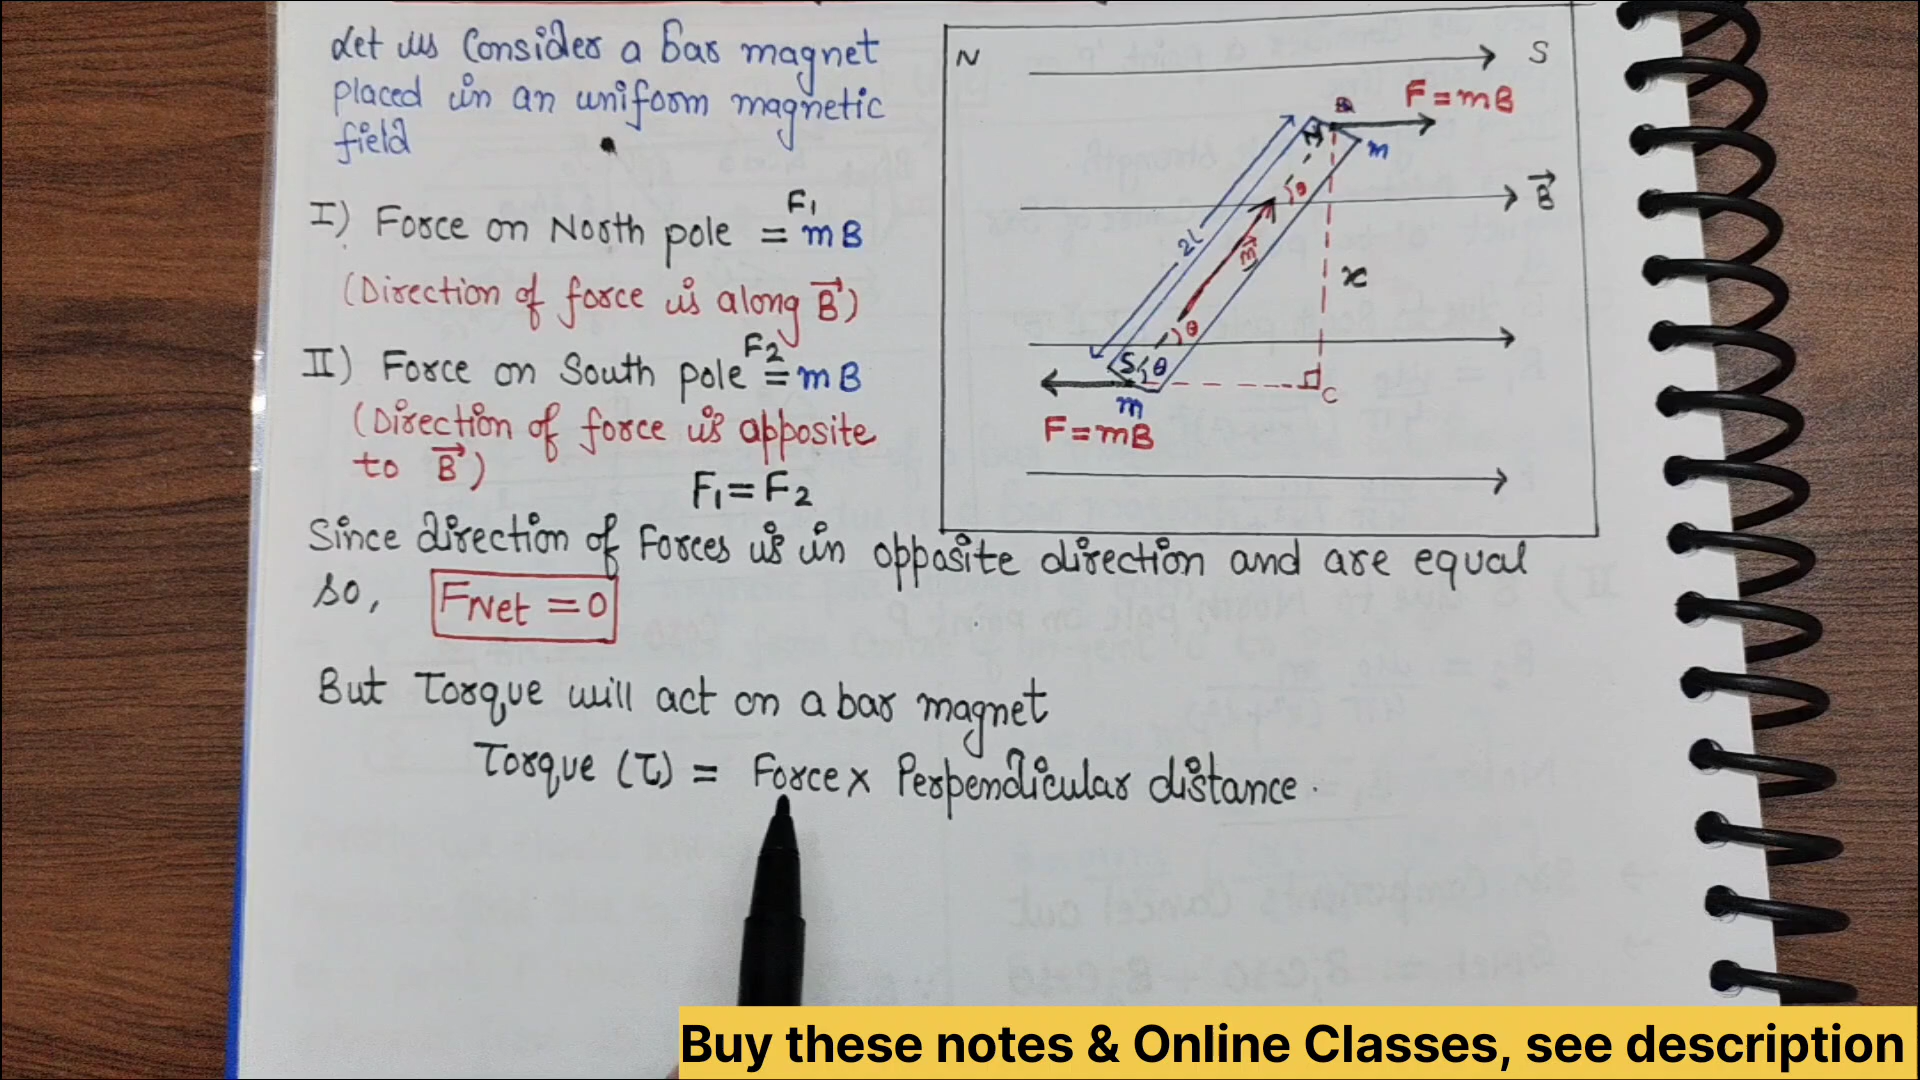 Let us Consider a bar magnet
placed in an uniform magnetic
field
F1
I) Force on North pole = mB
(Direction of force is along B)
F2
II) Force on South pole = mB
(Direction of force is apposite
to B)
F1 = F2
Since direction of Forces is in opposite direction and are equal
so, FNet = 0
But Torque will act on a bar magnet
Torque (τ) = Force x Perpendicular distance.
N
S
F = mB
m
B
θ
2l
x
θ
S
θ
C
m
F = mB
Buy these notes & Online Classes, see description